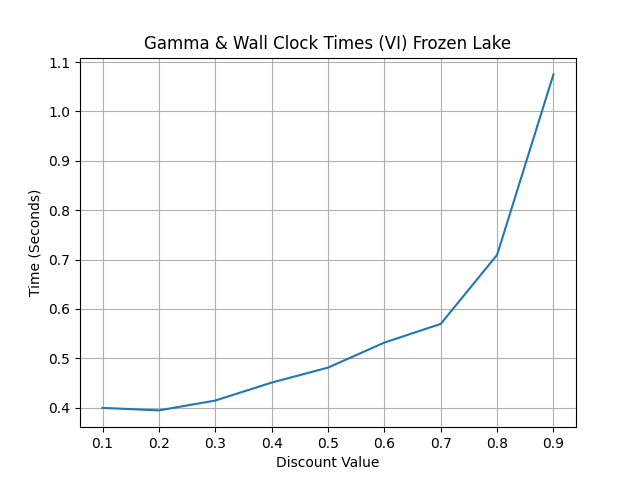 Gamma & Wall Clock Times (VI) Frozen Lake
1.1
1.0
0.9
0.8
0.7
0.6
0.5
0.4
Time (Seconds)
0.1 0.2 0.3 0.4 0.5 0.6 0.7 0.8 0.9
Discount Value